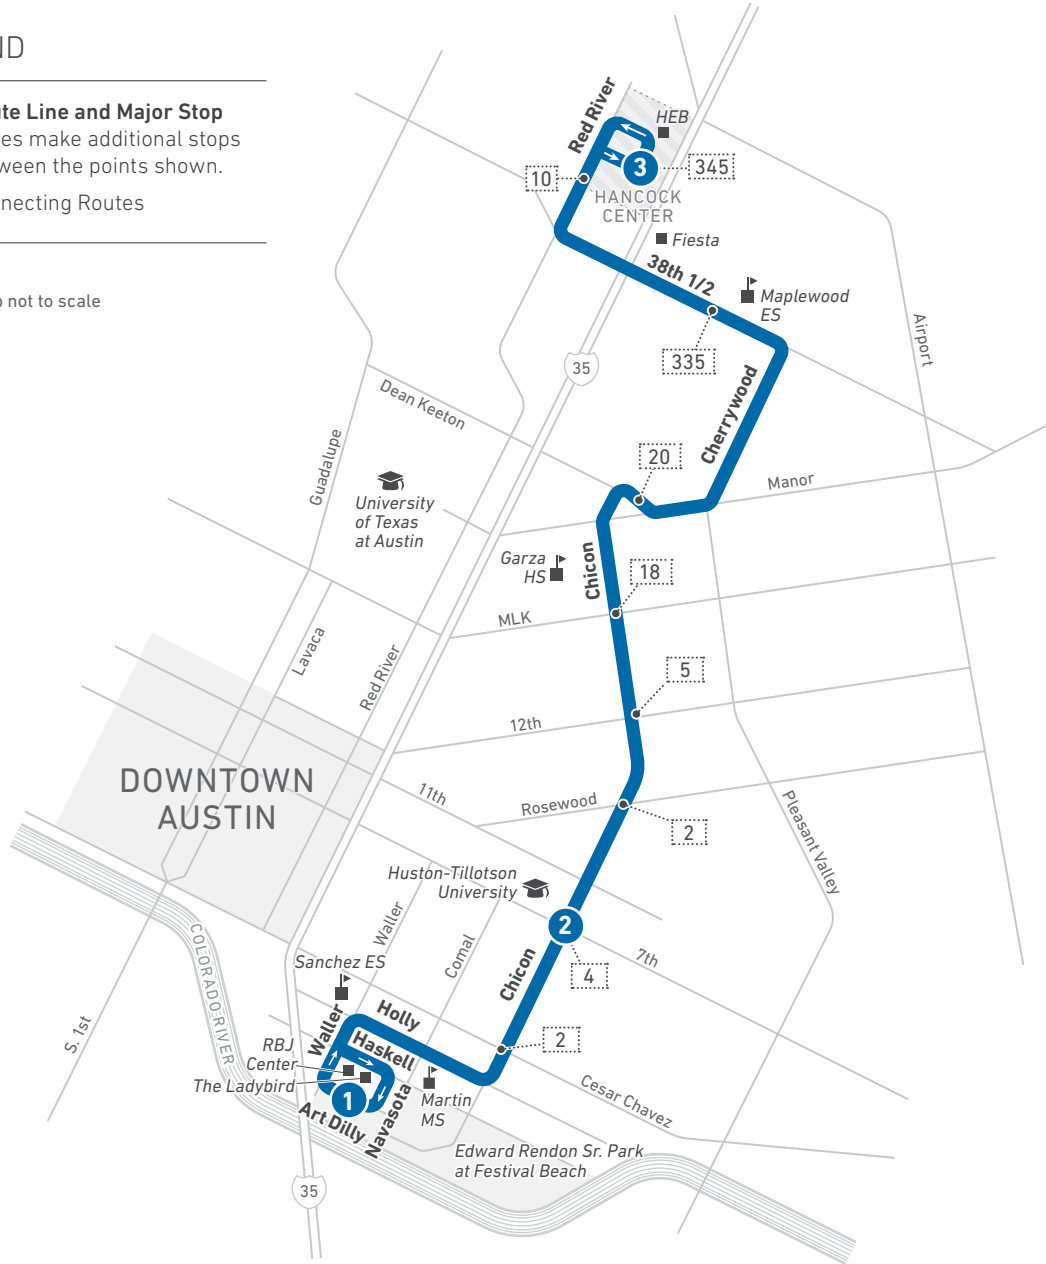 ND
te Line and Major Stop
es make additional stops
ween the points shown.
necting Routes
not to scale
Red River
HEB
3
345
10
HANCOCK
CENTER
Fiesta
38th 1/2
Maplewood
ES
335
Airport
35
Dean Keeton
Cherrywood
Guadalupe
20
Manor
University
of Texas
at Austin
Garza
HS
Chicon
18
MLK
Lavaca
Red River
5
12th
DOWNTOWN
AUSTIN
11th
Rosewood
2
Pleasant Valley
Huston-Tillotson
University
Waller
2
Comal
7th
4
COLORADO RIVER
Sanchez ES
Chicon
S. 1st
Waller
Holly
2
RBJ
Center
Haskell
The Ladybird
1
Cesar Chavez
Martin
MS
Art Dilly
Navasota
Edward Rendon Sr. Park
at Festival Beach
35